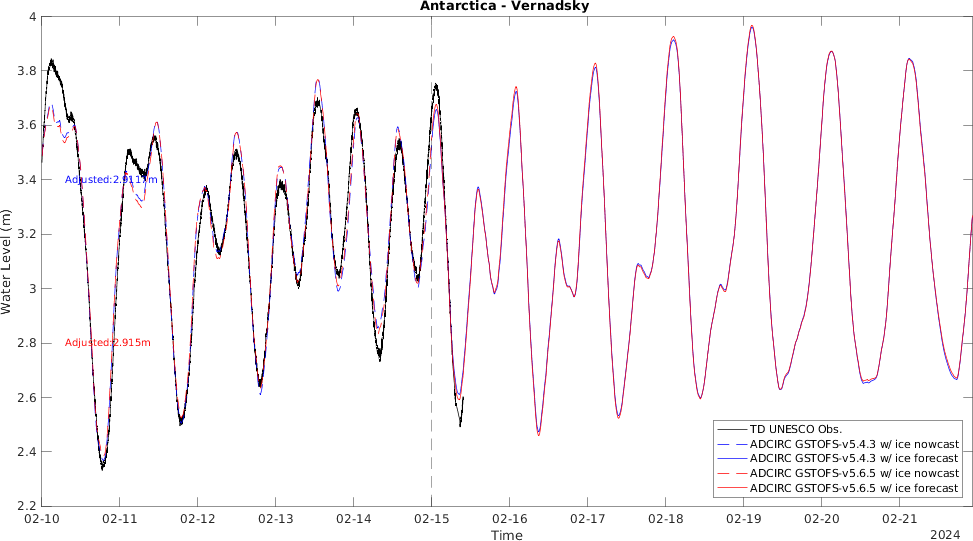 Antarctica - Vernadsky
4
3.8
3.6
3.4
3.2
3
2.8
2.6
2.4
2.2
Water Level (m)
Adjusted:2.9117m
Adjusted:2.915m
TD UNESCO Obs.
ADCIRC GSTOFS-v5.4.3 w/ ice nowcast
ADCIRC GSTOFS-v5.4.3 w/ ice forecast
ADCIRC GSTOFS-v5.6.5 w/ ice nowcast
ADCIRC GSTOFS-v5.6.5 w/ ice forecast
02-10 02-11 02-12 02-13 02-14 02-15 02-16 02-17 02-18 02-19 02-20 02-21
Time
2024